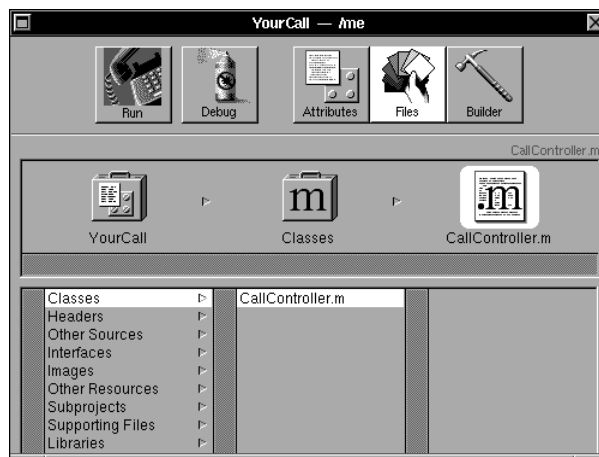 YourCall — /me
Run Debug Attributes Files Builder
CallController.m
m .m
YourCall Classes CallController.m
Classes CallController.m
Headers
Other Sources
Interfaces
Images
Other Resources
Subprojects
Supporting Files
Libraries